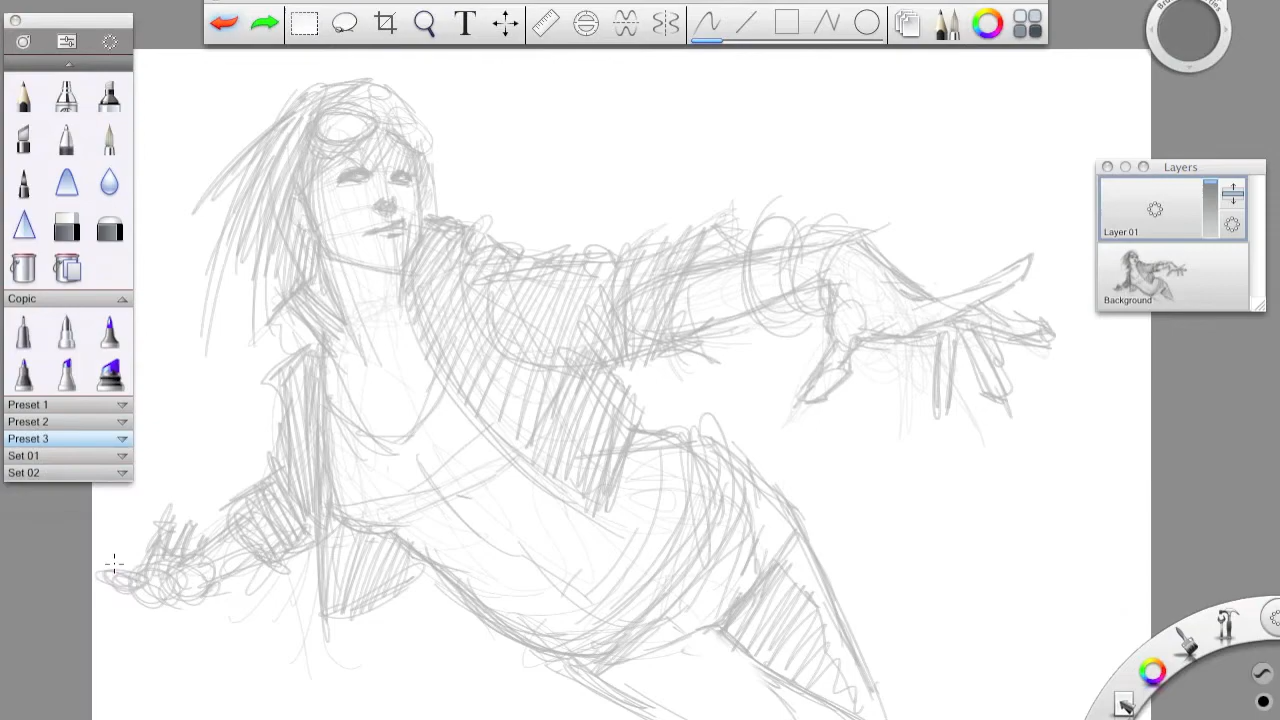 T
Layers
Layer 01
Background
Copic
Preset 1
Preset 2
Preset 3
Set 01
Set 02